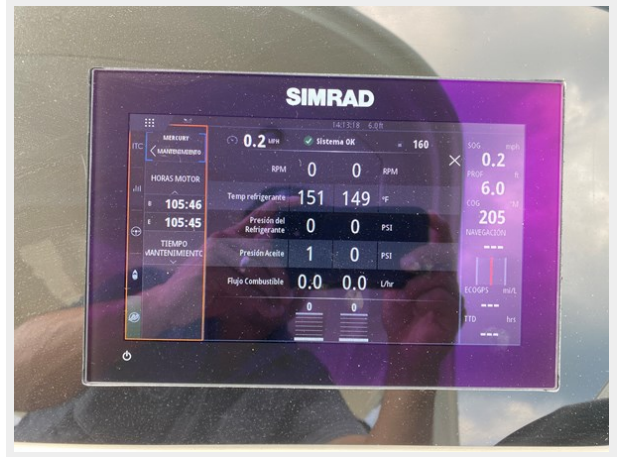 SIMRAD
14:13:18 6.0ft
MERCURY
MANTENIMIENTO
HORAS MOTOR
105:46
105:45
TIEMPO
MANTENIMIENTO
0.2 MPH
Sistema OK
160
RPM 0 0 RPM
Temp refrigerante 151 149 °F
Presión del
Refrigerante 0 0 PSI
Presión Aceite 1 0 PSI
Flujo Combustible 0.0 0.0 L/hr
0 0
SOG mph
0.2
PROF ft
6.0
COG °M
205
NAVEGACIÓN
---
ECOGPS mi/L
---
TTD hrs
---